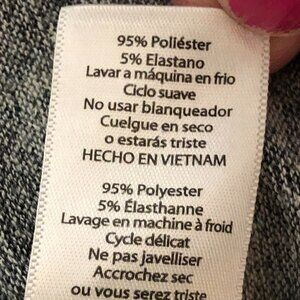 95% Poliéster
5% Elastano
Lavar a máquina en frio
Ciclo suave
No usar blanqueador
Cuelgue en seco
o estarás triste
HECHO EN VIETNAM
95% Polyester
5% Élasthanne
Lavage en machine à froid
Cycle délicat
Ne pas javelliser
Accrochez sec
ou vous serez triste